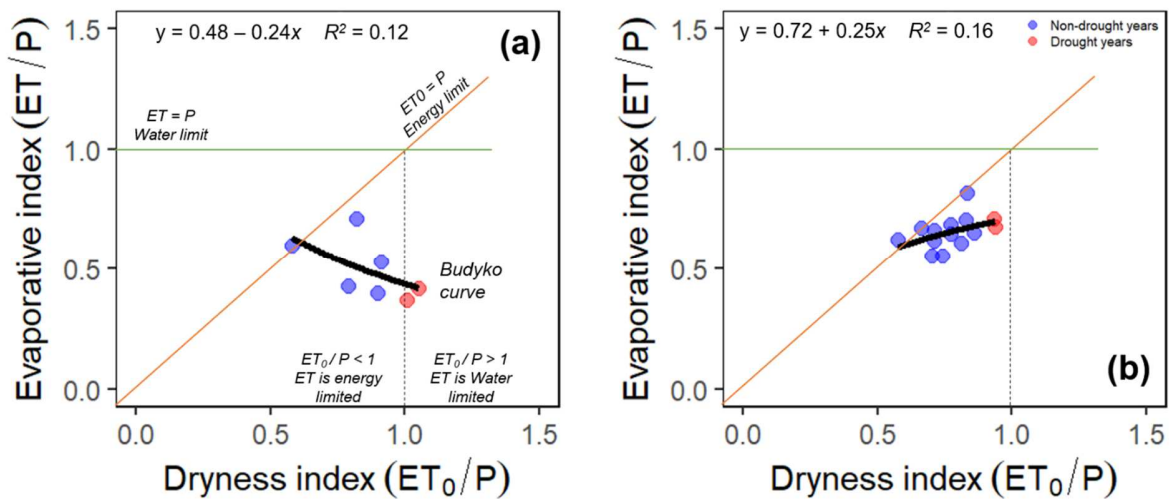 y = 0.48 – 0.24x R² = 0.12
(a)
ET = P
Water limit
ET0 = P
Energy limit
Budyko
curve
ET₀ / P < 1
ET is energy
limited
ET₀ / P > 1
ET is Water
limited
Evaporative index (ET/P)
1.5
1.0
0.5
0.0
0.0 0.5 1.0 1.5
Dryness index (ET₀/P)
y = 0.72 + 0.25x R² = 0.16
Non-drought years
Drought years
(b)
Evaporative index (ET/P)
1.5
1.0
0.5
0.0
0.0 0.5 1.0 1.5
Dryness index (ET₀/P)